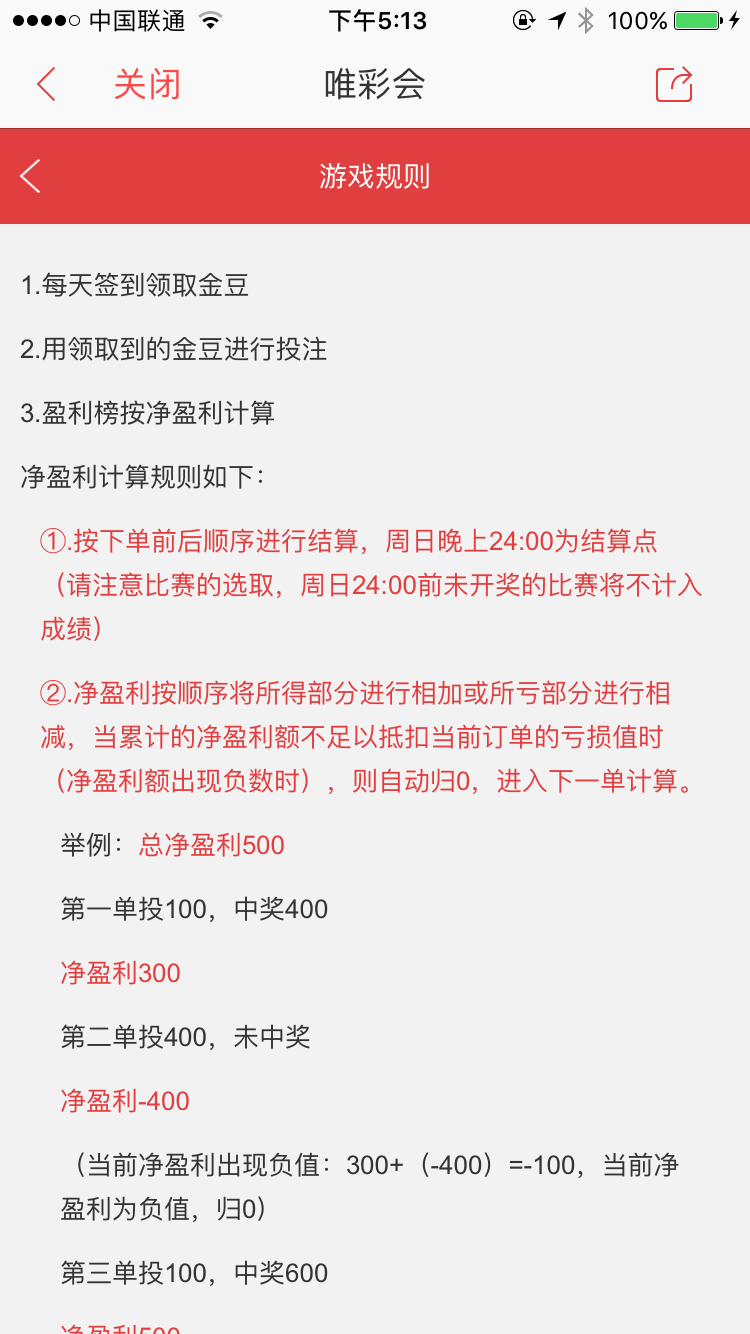 中国联通 下午5:13 100%
关闭 唯彩会
游戏规则
1.每天签到领取金豆
2.用领取到的金豆进行投注
3.盈利榜按净盈利计算
净盈利计算规则如下：
①.按下单前后顺序进行结算，周日晚上24:00为结算点
（请注意比赛的选取，周日24:00前未开奖的比赛将不计入
成绩）
②.净盈利按顺序将所得部分进行相加或所亏部分进行相
减，当累计的净盈利额不足以抵扣当前订单的亏损值时
（净盈利额出现负数时），则自动归0，进入下一单计算。
举例：总净盈利500
第一单投100，中奖400
净盈利300
第二单投400，未中奖
净盈利-400
（当前净盈利出现负值：300+（-400）=-100，当前净
盈利为负值，归0）
第三单投100，中奖600
净盈利500